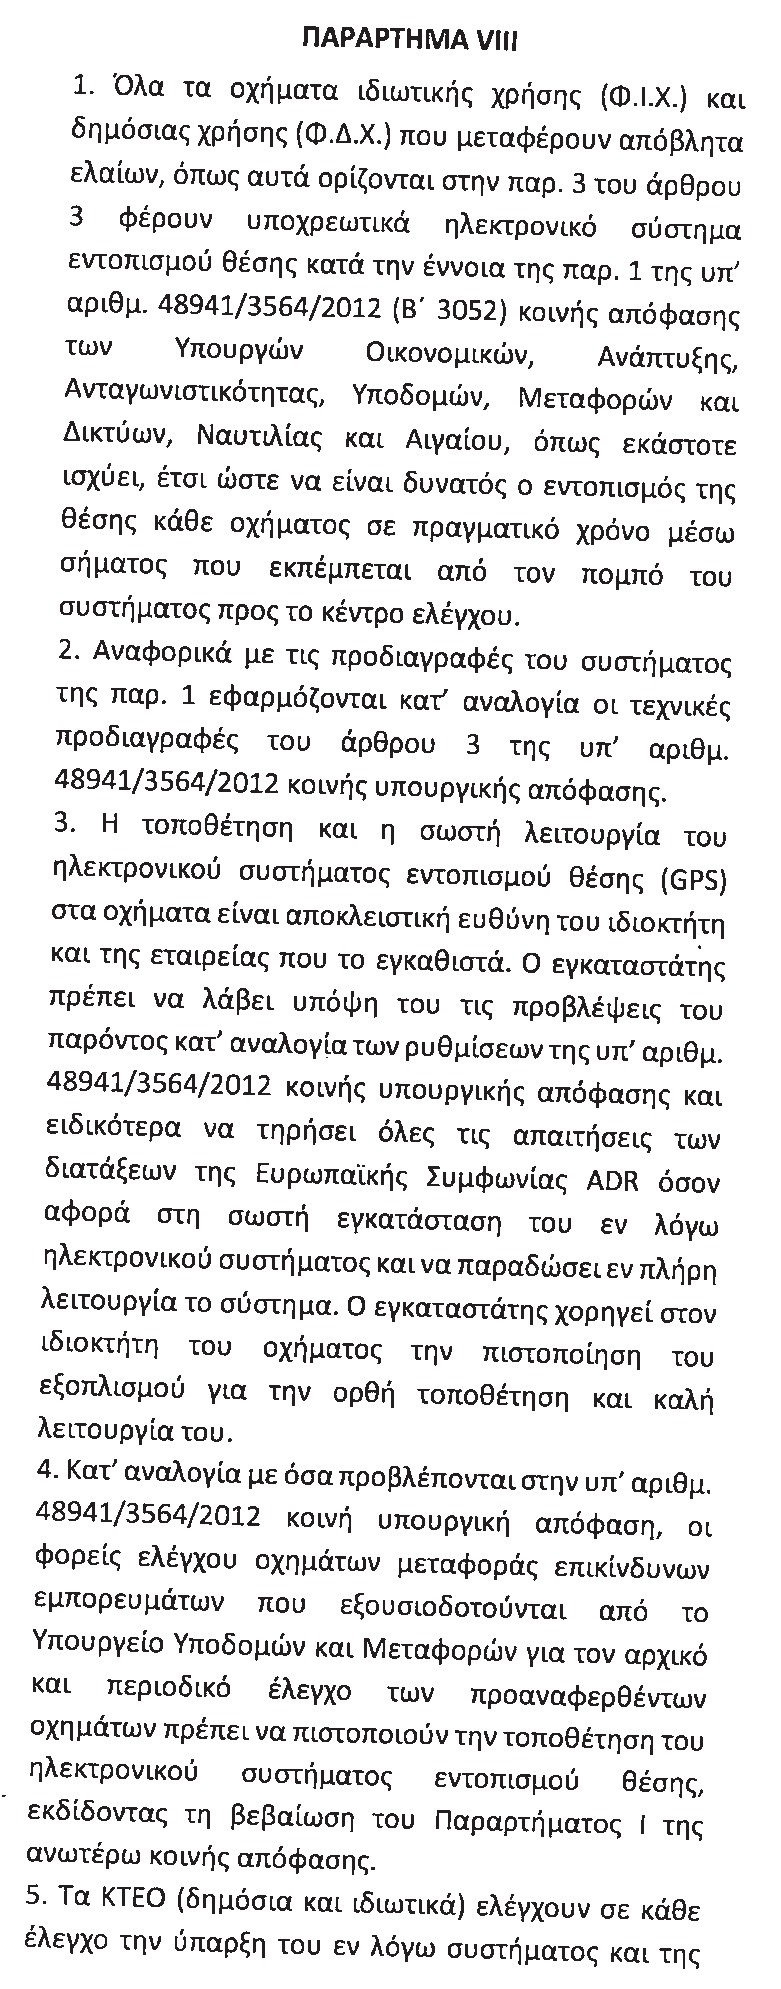 ΠΑΡΑΡΤΗΜΑ VIII
1. Όλα τα οχήματα ιδιωτικής χρήσης (Φ.Ι.Χ.) και
δημόσιας χρήσης (Φ.Δ.Χ.) που μεταφέρουν απόβλητα
ελαίων, όπως αυτά ορίζονται στην παρ. 3 του άρθρου
3 φέρουν υποχρεωτικά ηλεκτρονικό σύστημα
εντοπισμού θέσης κατά την έννοια της παρ. 1 της υπ’
αριθμ. 48941/3564/2012 (Β΄ 3052) κοινής απόφασης
των Υπουργών Οικονομικών, Ανάπτυξης,
Ανταγωνιστικότητας, Υποδομών, Μεταφορών και
Δικτύων, Ναυτιλίας και Αιγαίου, όπως εκάστοτε
ισχύει, έτσι ώστε να είναι δυνατός ο εντοπισμός της
θέσης κάθε οχήματος σε πραγματικό χρόνο μέσω
σήματος που εκπέμπεται από τον πομπό του
συστήματος προς το κέντρο ελέγχου.
2. Αναφορικά με τις προδιαγραφές του συστήματος
της παρ. 1 εφαρμόζονται κατ’ αναλογία οι τεχνικές
προδιαγραφές του άρθρου 3 της υπ’ αριθμ.
48941/3564/2012 κοινής υπουργικής απόφασης.
3. Η τοποθέτηση και η σωστή λειτουργία του
ηλεκτρονικού συστήματος εντοπισμού θέσης (GPS)
στα οχήματα είναι αποκλειστική ευθύνη του ιδιοκτήτη
και της εταιρείας που το εγκαθιστά. Ο εγκαταστάτης
πρέπει να λάβει υπόψη του τις προβλέψεις του
παρόντος κατ’ αναλογία των ρυθμίσεων της υπ’ αριθμ.
48941/3564/2012 κοινής υπουργικής απόφασης και
ειδικότερα να τηρήσει όλες τις απαιτήσεις των
διατάξεων της Ευρωπαϊκής Συμφωνίας ADR όσον
αφορά στη σωστή εγκατάσταση του εν λόγω
ηλεκτρονικού συστήματος και να παραδώσει εν πλήρη
λειτουργία το σύστημα. Ο εγκαταστάτης χορηγεί στον
ιδιοκτήτη του οχήματος την πιστοποίηση του
εξοπλισμού για την ορθή τοποθέτηση και καλή
λειτουργία του.
4. Κατ’ αναλογία με όσα προβλέπονται στην υπ’ αριθμ.
48941/3564/2012 κοινή υπουργική απόφαση, οι
φορείς ελέγχου οχημάτων μεταφοράς επικίνδυνων
εμπορευμάτων που εξουσιοδοτούνται από το
Υπουργείο Υποδομών και Μεταφορών για τον αρχικό
και περιοδικό έλεγχο των προαναφερθέντων
οχημάτων πρέπει να πιστοποιούν την τοποθέτηση του
ηλεκτρονικού συστήματος εντοπισμού θέσης,
εκδίδοντας τη βεβαίωση του Παραρτήματος Ι της
ανωτέρω κοινής απόφασης.
5. Τα ΚΤΕΟ (δημόσια και ιδιωτικά) ελέγχουν σε κάθε
έλεγχο την ύπαρξη του εν λόγω συστήματος και της